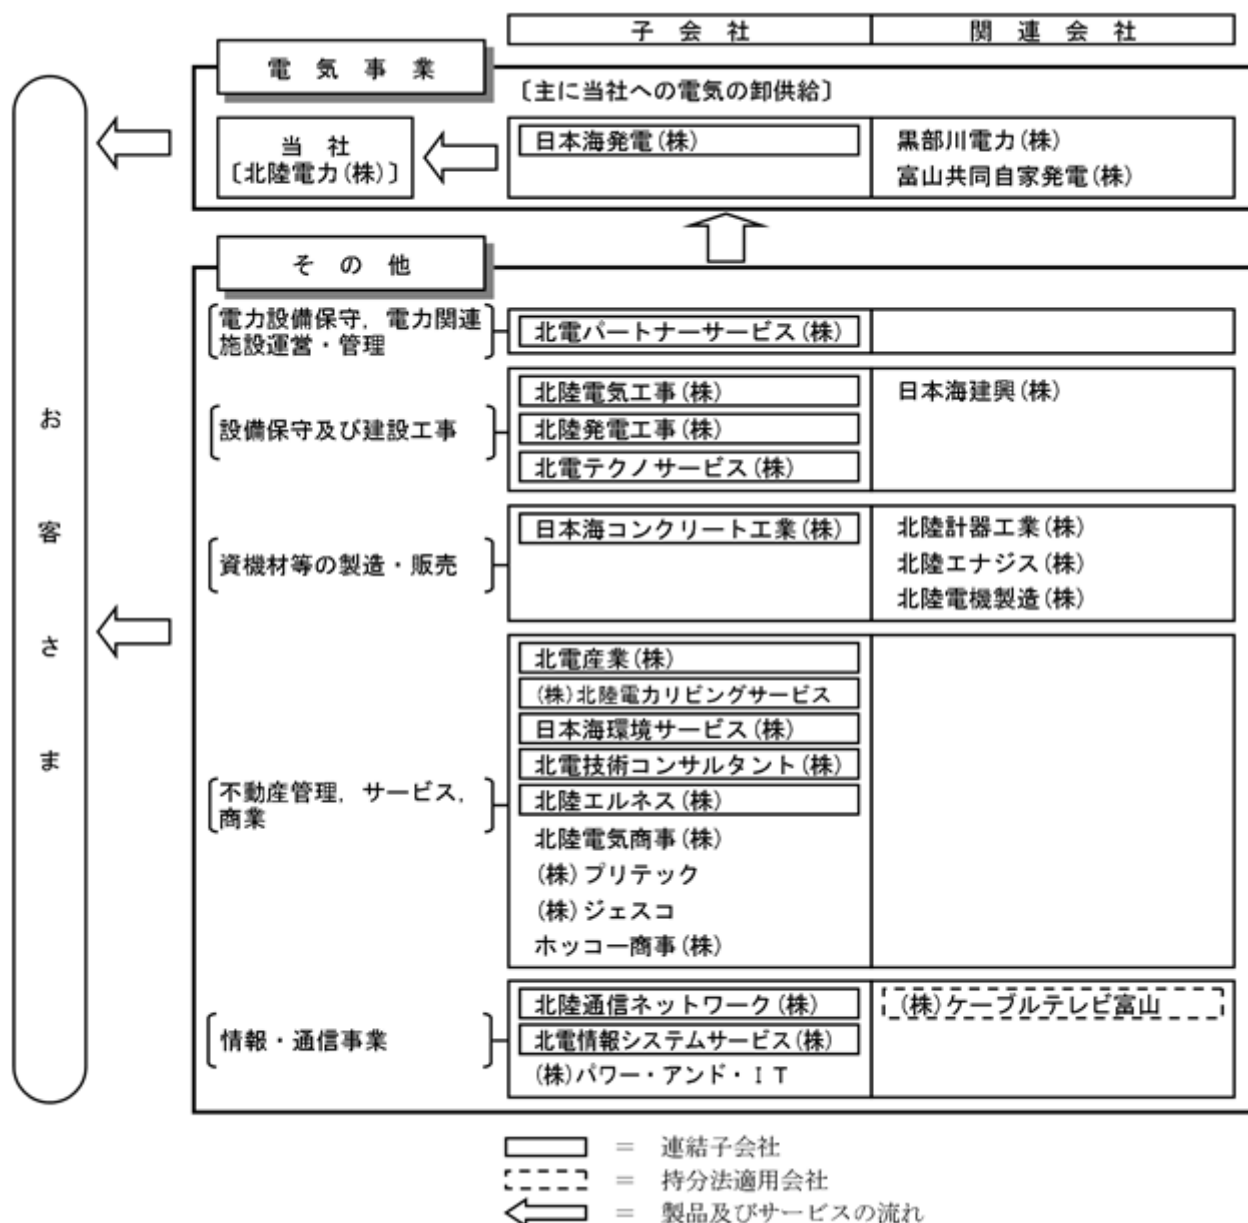 子会社
関連会社
電気事業
〔主に当社への電気の卸供給〕
当社
〔北陸電力(株)〕
日本海発電(株)
黒部川電力(株)
富山共同自家発電(株)
その他
電力設備保守，電力関連
施設運営・管理
北電パートナーサービス(株)
設備保守及び建設工事
北陸電気工事(株)
北陸発電工事(株)
北電テクノサービス(株)
日本海建興(株)
資機材等の製造・販売
日本海コンクリート工業(株)
北陸計器工業(株)
北陸エナジス(株)
北陸電機製造(株)
不動産管理，サービス，
商業
北電産業(株)
(株)北陸電力リビングサービス
日本海環境サービス(株)
北電技術コンサルタント(株)
北陸エルネス(株)
北陸電気商事(株)
(株)プリテック
(株)ジェスコ
ホッコー商事(株)
情報・通信事業
北陸通信ネットワーク(株)
北電情報システムサービス(株)
(株)パワー・アンド・ＩＴ
(株)ケーブルテレビ富山
お客さま
＝ 連結子会社
＝ 持分法適用会社
＝ 製品及びサービスの流れ